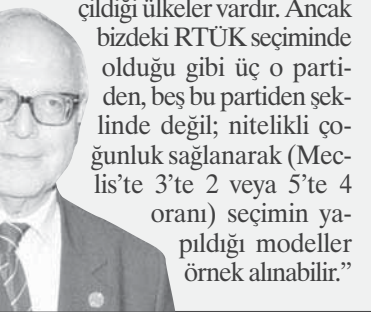 çildiği ülkeler vardır. Ancak
bizdeki RTÜK seçiminde
olduğu gibi üç o parti-
den, beş bu partiden şek-
linde değil; nitelikli ço-
ğunluk sağlanarak (Mec-
lis’te 3’te 2 veya 5’te 4
oranı) seçimin ya-
pıldığı modeller
örnek alınabilir.”